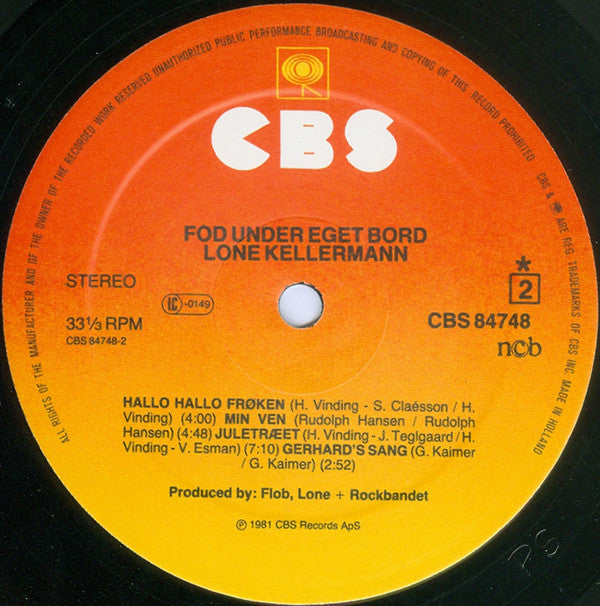 ALL RIGHTS OF THE MANUFACTURER AND OF THE OWNER OF THE RECORDED WORK RESERVED UNAUTHORIZED PUBLIC PERFORMANCE BROADCASTING AND COPYING OF THIS RECORD PROHIBITED. CBS & ARE REG. TRADEMARKS OF CBS INC. MADE IN HOLLAND
CBS
FOD UNDER EGET BORD
LONE KELLERMANN
STEREO
LC-0149
*
2
33⅓ RPM
CBS 84748
CBS 84748-2
ncb
HALLO HALLO FRØKEN (H. Vinding - S. Claésson / H.
Vinding) (4:00) MIN VEN (Rudolph Hansen / Rudolph
Hansen) (4:48) JULETRÆET (H. Vinding - J. Teglgaard / H.
Vinding - V. Esman) (7:10) GERHARD'S SANG (G. Kaimer
/ G. Kaimer) (2:52)
Produced by: Flob, Lone + Rockbandet
℗ 1981 CBS Records ApS